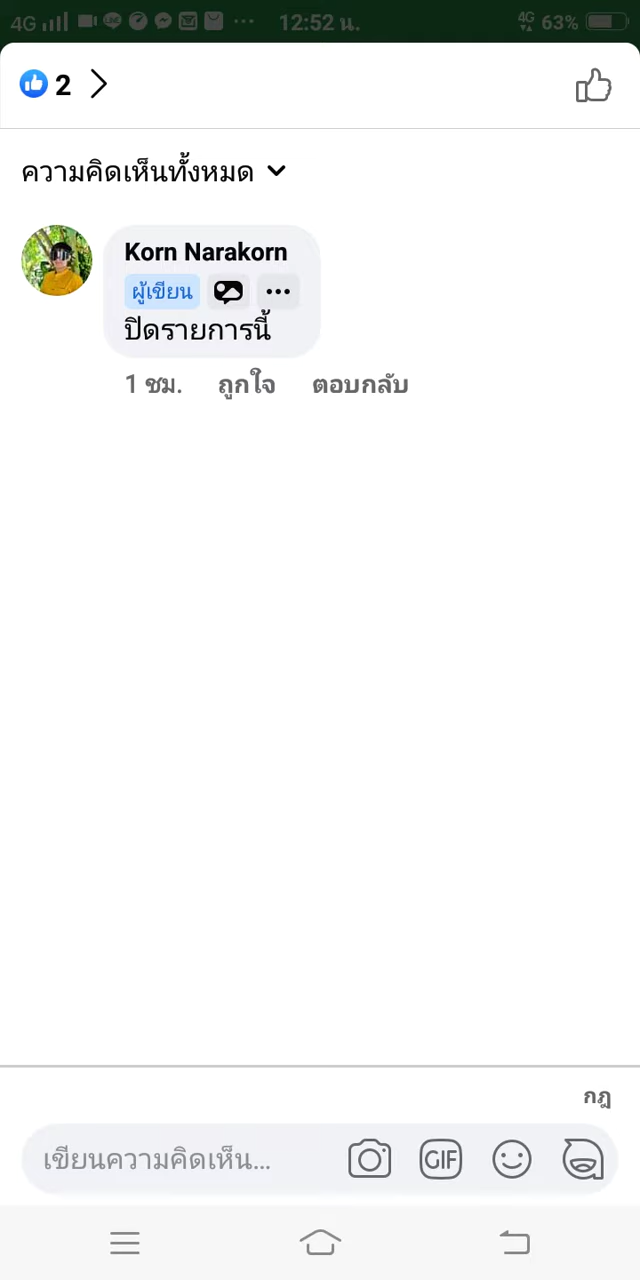 4G 12:52 น. 4G 63%
2
ความคิดเห็นทั้งหมด
Korn Narakorn
ผู้เขียน
ปิดรายการนี้
1 ชม. ถูกใจ ตอบกลับ
กฎ
เขียนความคิดเห็น... GIF